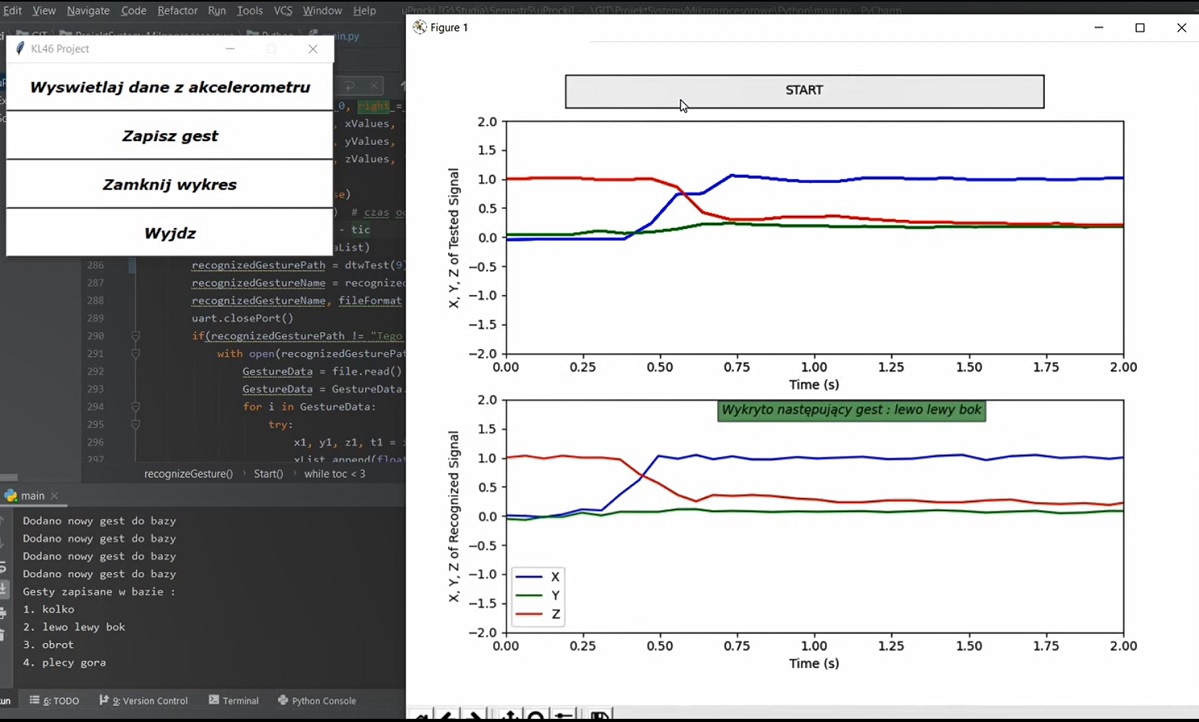 Edit View Navigate Code Refactor Run Tools VCS Window Help
Figure 1
KL46 Project
Wyswietlaj dane z akcelerometru
Zapisz gest
Zamknij wykres
Wyjdz
main.py
right =
xValues,
yValues,
zValues,
# czas
- tic
286 recognizedGesturePath = dtwTest(9
287 recognizedGestureName = recognized
288 recognizedGestureName, fileFormat
289 uart.closePort()
290 if(recognizedGesturePath != "Tego
291 with open(recognizedGesturePat
292 GestureData = file.read()
293 GestureData = GestureData.
294 for i in GestureData:
295 try:
296 x1, y1, z1, t1 = i
297 xList.append(float
recognizeGesture() Start() while toc < 3
main
Dodano nowy gest do bazy
Dodano nowy gest do bazy
Dodano nowy gest do bazy
Dodano nowy gest do bazy
Gesty zapisane w bazie :
1. kolko
2. lewo lewy bok
3. obrot
4. plecy gora
6: TODO 9: Version Control Terminal Python Console
START
X, Y, Z of Tested Signal
2.0
1.5
1.0
0.5
0.0
−0.5
−1.0
−1.5
−2.0
0.00 0.25 0.50 0.75 1.00 1.25 1.50 1.75 2.00
Time (s)
Wykryto następujący gest : lewo lewy bok
X, Y, Z of Recognized Signal
2.0
1.5
1.0
0.5
0.0
−0.5
−1.0
−1.5
−2.0
X
Y
Z
0.00 0.25 0.50 0.75 1.00 1.25 1.50 1.75 2.00
Time (s)